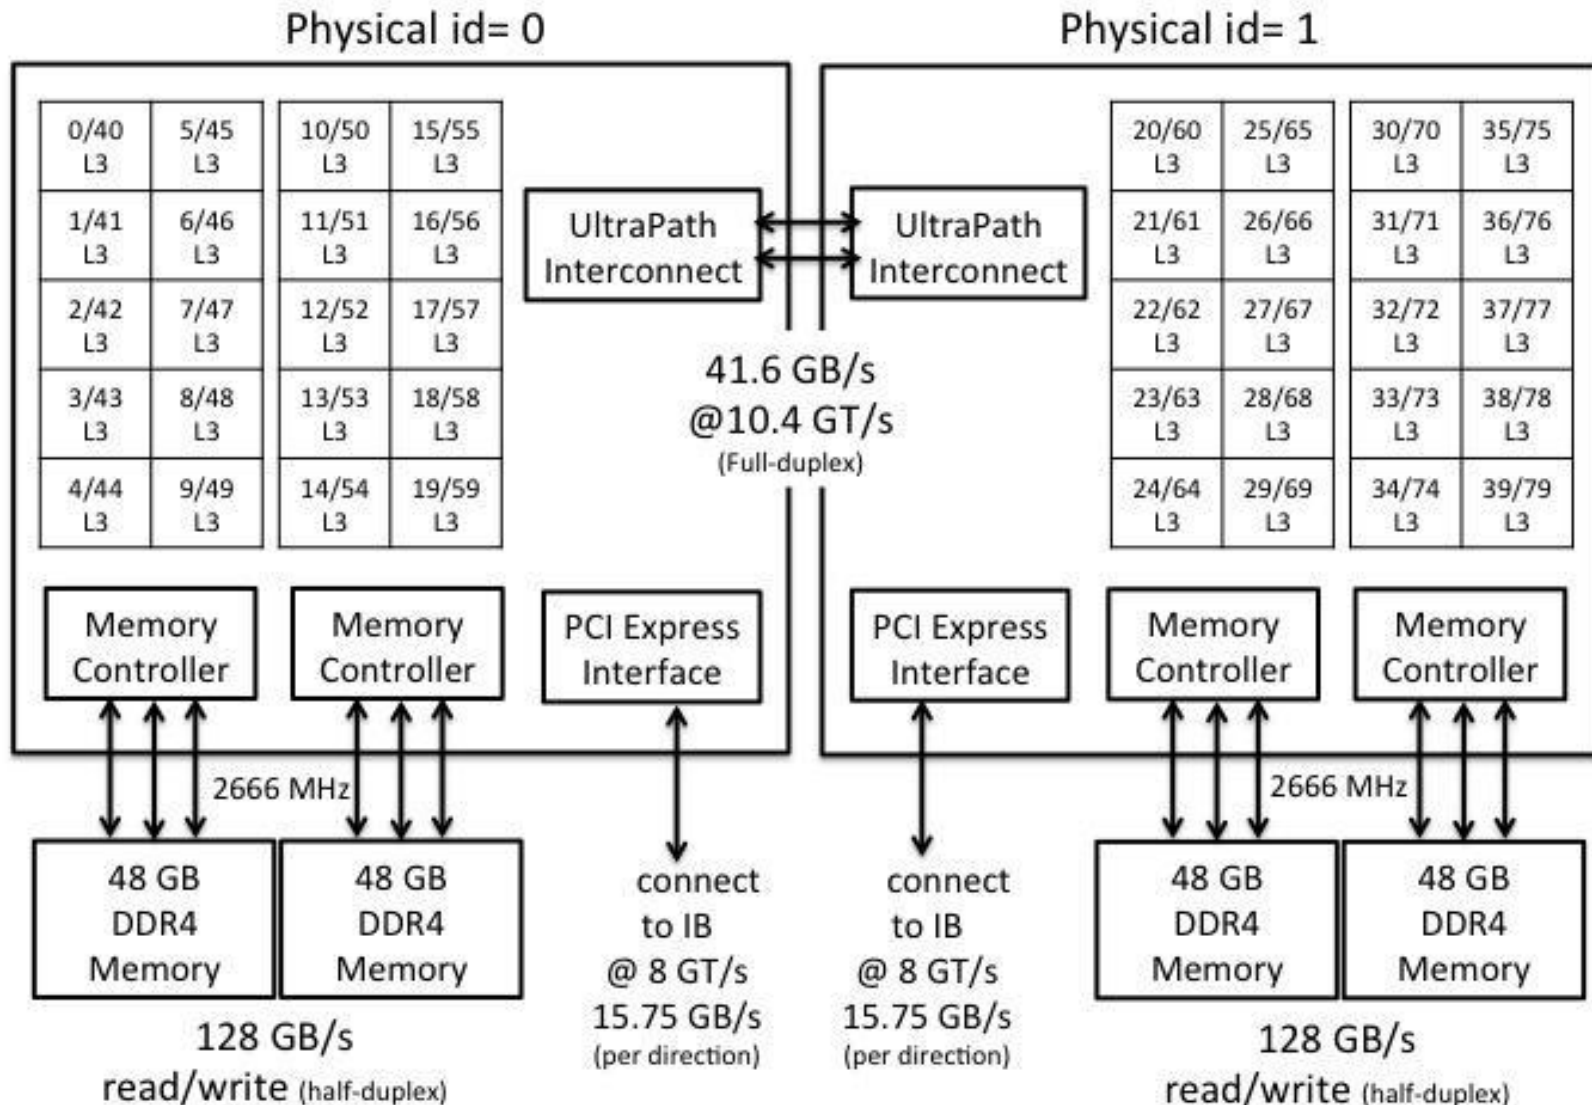 Physical id= 0
0/40 5/45 10/50 15/55
L3 L3 L3 L3
1/41 6/46 11/51 16/56
L3 L3 L3 L3
2/42 7/47 12/52 17/57
L3 L3 L3 L3
3/43 8/48 13/53 18/58
L3 L3 L3 L3
4/44 9/49 14/54 19/59
L3 L3 L3 L3
UltraPath
Interconnect
Memory
Controller
Memory
Controller
PCI Express
Interface
2666 MHz
48 GB
DDR4
Memory
48 GB
DDR4
Memory
128 GB/s
read/write (half-duplex)
connect
to IB
@ 8 GT/s
15.75 GB/s
(per direction)
41.6 GB/s
@10.4 GT/s
(Full-duplex)
Physical id= 1
UltraPath
Interconnect
20/60 25/65 30/70 35/75
L3 L3 L3 L3
21/61 26/66 31/71 36/76
L3 L3 L3 L3
22/62 27/67 32/72 37/77
L3 L3 L3 L3
23/63 28/68 33/73 38/78
L3 L3 L3 L3
24/64 29/69 34/74 39/79
L3 L3 L3 L3
PCI Express
Interface
Memory
Controller
Memory
Controller
2666 MHz
connect
to IB
@ 8 GT/s
15.75 GB/s
(per direction)
48 GB
DDR4
Memory
48 GB
DDR4
Memory
128 GB/s
read/write (half-duplex)